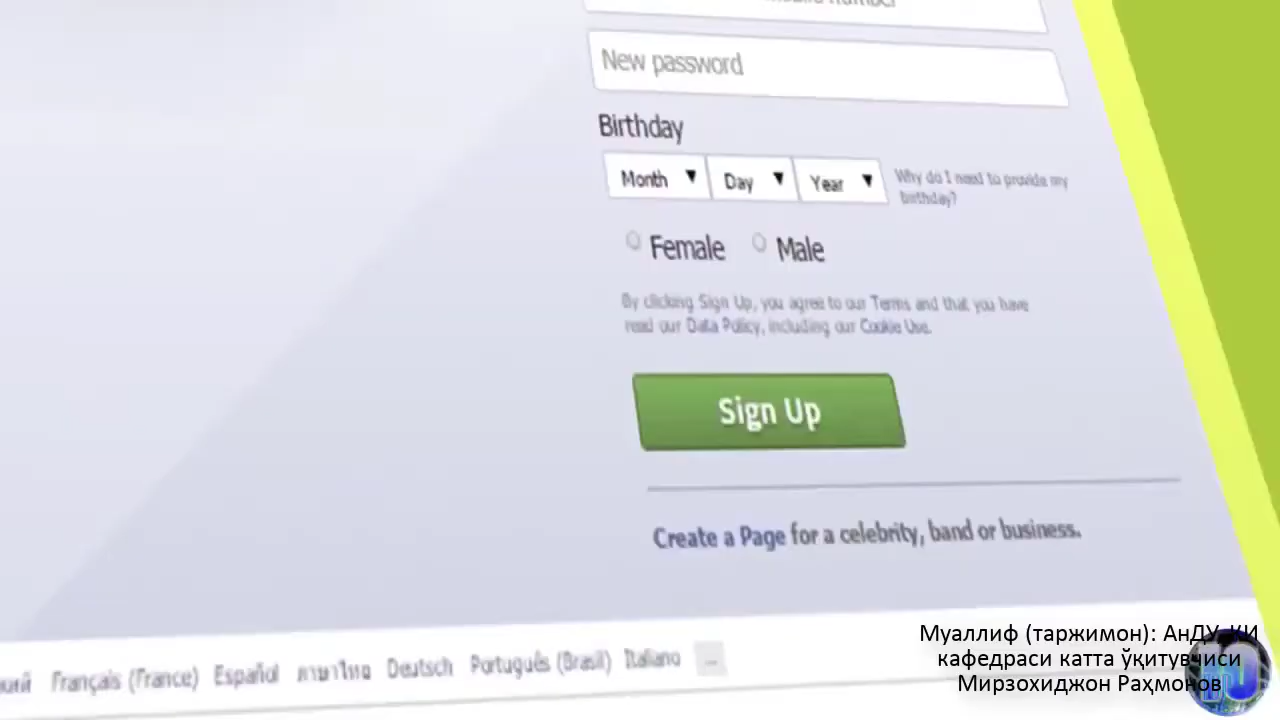 mobile number
New password
Birthday
Month Day Year
Why do I need to provide my
birthday?
Female Male
By clicking Sign Up, you agree to our Terms and that you have
read our Data Policy, including our Cookie Use.
Sign Up
Create a Page for a celebrity, band or business.
Français (France) Español ภาษาไทย Deutsch Português (Brasil) Italiano ...
Муаллиф (таржимон): АнДУ, КИ
кафедраси катта ўқитувчиси
Мирзохиджон Раҳмонов